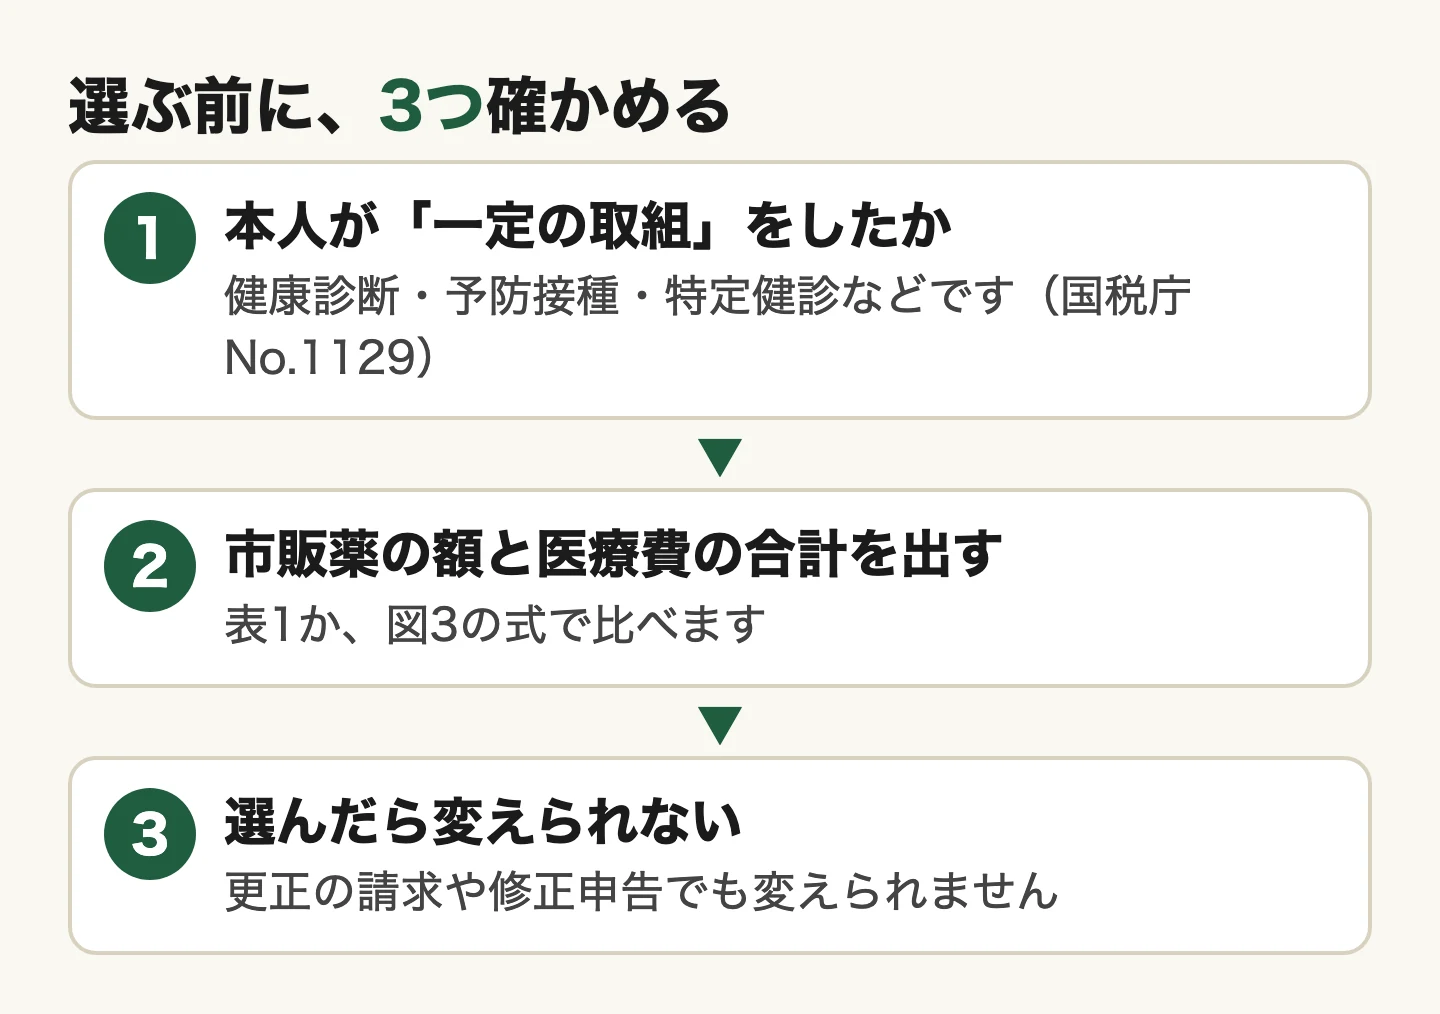 選ぶ前に、3つ確かめる
1
本人が「一定の取組」をしたか
健康診断・予防接種・特定健診などです（国税庁
No.1129）
▼
2
市販薬の額と医療費の合計を出す
表1か、図3の式で比べます
▼
3
選んだら変えられない
更正の請求や修正申告でも変えられません